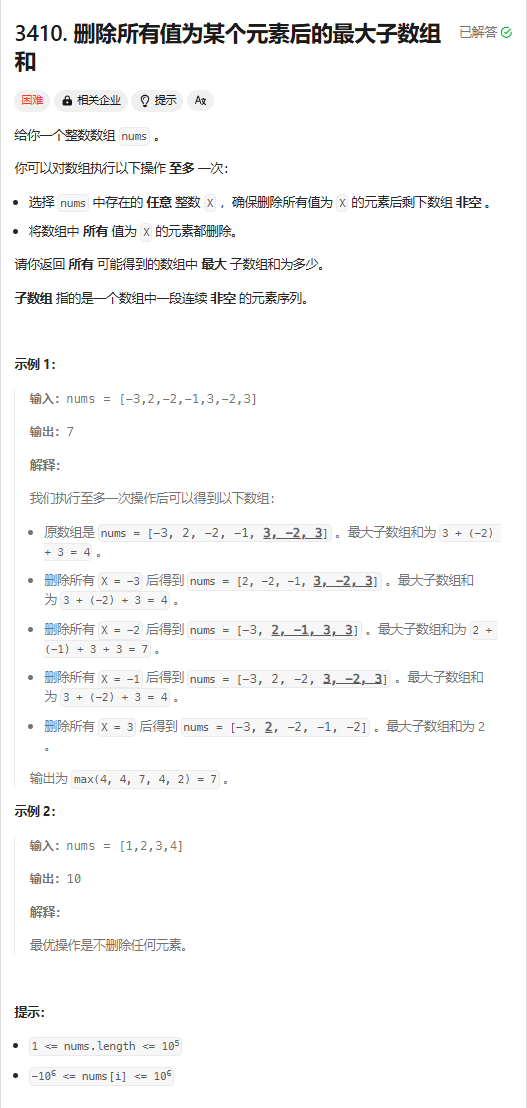 3410. 删除所有值为某个元素后的最大子数组
和
已解答
困难 相关企业 提示 Aあ
给你一个整数数组 nums 。
你可以对数组执行以下操作 至多 一次：
• 选择 nums 中存在的 任意 整数 X ，确保删除所有值为 X 的元素后剩下数组 非空 。
• 将数组中 所有 值为 X 的元素都删除。
请你返回 所有 可能得到的数组中 最大 子数组和为多少。
子数组 指的是一个数组中一段连续 非空 的元素序列。
示例 1：
输入：nums = [-3,2,-2,-1,3,-2,3]
输出：7
解释：
我们执行至多一次操作后可以得到以下数组：
• 原数组是 nums = [-3, 2, -2, -1, 3, -2, 3] 。最大子数组和为 3 + (-2)
+ 3 = 4 。
• 删除所有 X = -3 后得到 nums = [2, -2, -1, 3, -2, 3] 。最大子数组和
为 3 + (-2) + 3 = 4 。
• 删除所有 X = -2 后得到 nums = [-3, 2, -1, 3, 3] 。最大子数组和为 2 +
(-1) + 3 + 3 = 7 。
• 删除所有 X = -1 后得到 nums = [-3, 2, -2, 3, -2, 3] 。最大子数组和
为 3 + (-2) + 3 = 4 。
• 删除所有 X = 3 后得到 nums = [-3, 2, -2, -1, -2] 。最大子数组和为 2
。
输出为 max(4, 4, 7, 4, 2) = 7 。
示例 2：
输入：nums = [1,2,3,4]
输出：10
解释：
最优操作是不删除任何元素。
提示：
• 1 <= nums.length <= 10⁵
• -10⁶ <= nums[i] <= 10⁶